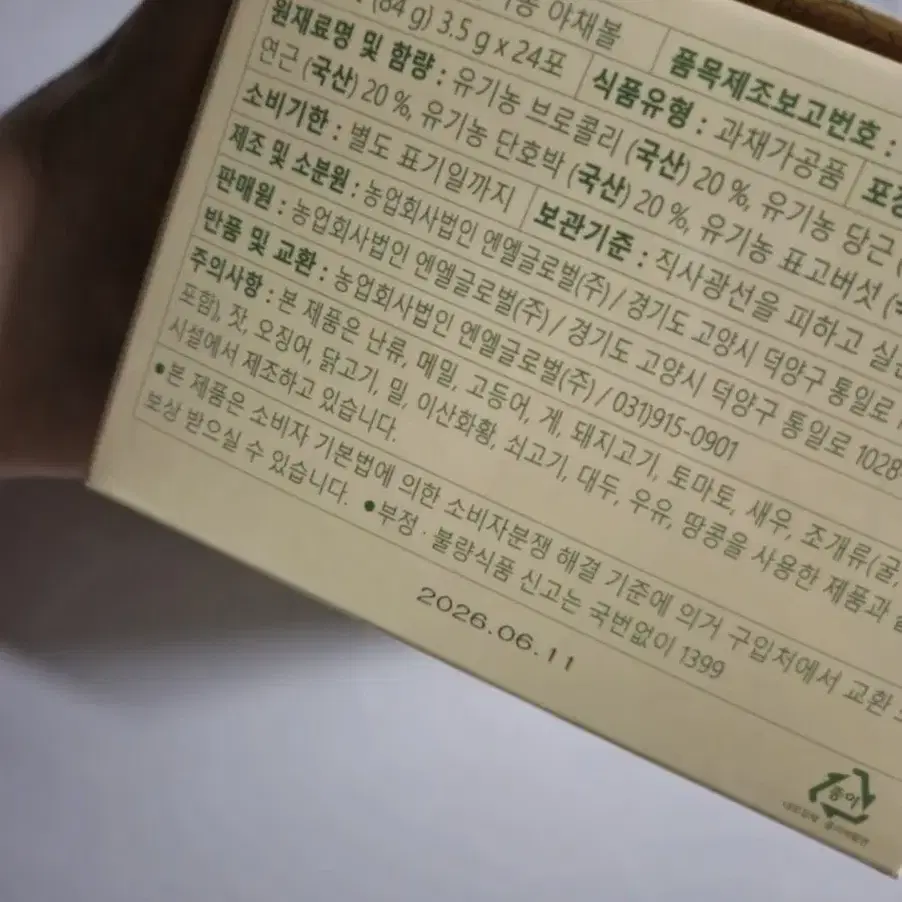 야채볼
(84 g) 3.5 g x 24포
품목제조보고번호 :
식품유형 : 과채가공품
원재료명 및 함량 : 유기농 브로콜리 (국산) 20 %, 유기농 당근
연근 (국산) 20 %, 유기농 단호박 (국산) 20 %, 유기농 표고버섯
소비기한 : 별도 표기일까지
보관기준 : 직사광선을 피하고
제조 및 소분원 : 농업회사법인 엔엘글로벌(주) / 경기도 고양시 덕양구 통일로
판매원 : 농업회사법인 엔엘글로벌(주) / 경기도 고양시 덕양구 통일로 1028
반품 및 교환 : 농업회사법인 엔엘글로벌(주) / 031)915-0901
주의사항 : 본 제품은 난류, 메밀, 고등어, 게, 돼지고기, 토마토, 새우, 조개류(굴,
포함), 잣, 오징어, 닭고기, 밀, 이산화황, 쇠고기, 대두, 우유, 땅콩을 사용한 제품과
시설에서 제조하고 있습니다.
•본 제품은 소비자 기본법에 의한 소비자분쟁 해결 기준에 의거 구입처에서 교환
보상 받으실 수 있습니다. •부정·불량식품 신고는 국번없이 1399
2026.06.11
종이